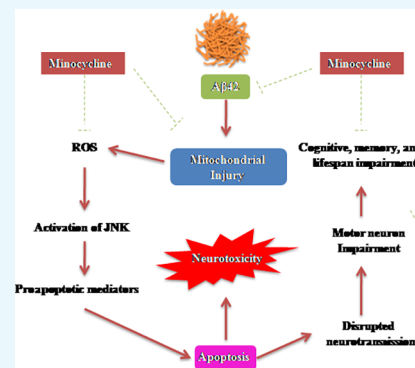 Minocycline
Minocycline
Aβ42
ROS
Mitochondrial
Injury
Cognitive, memory, an
lifespan impairment
Activation of JNK
Motor neuron
Impairment
Neurotoxicity
Proapoptotic mediators
Disrupted
neurotransmission
Apoptosis